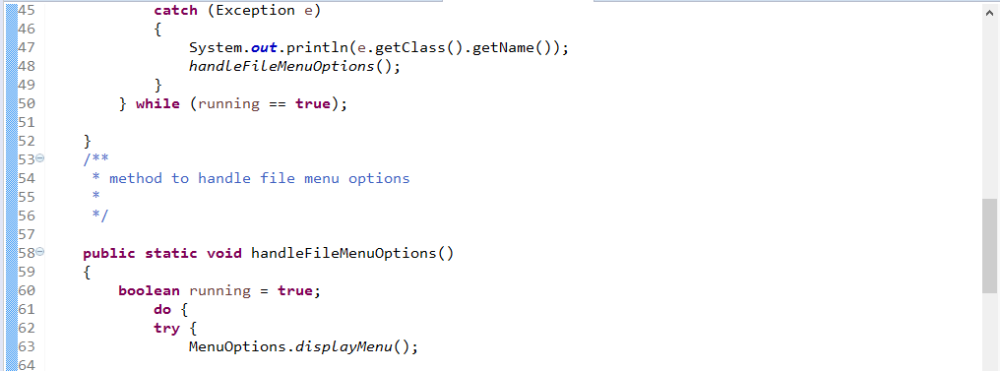 45 catch (Exception e)
46 {
47 System.out.println(e.getClass().getName());
48 handleFileMenuOptions();
49 }
50 } while (running == true);
51
52 }
53 /**
54 * method to handle file menu options
55 *
56 */
57
58 public static void handleFileMenuOptions()
59 {
60 boolean running = true;
61 do {
62 try {
63 MenuOptions.displayMenu();
64